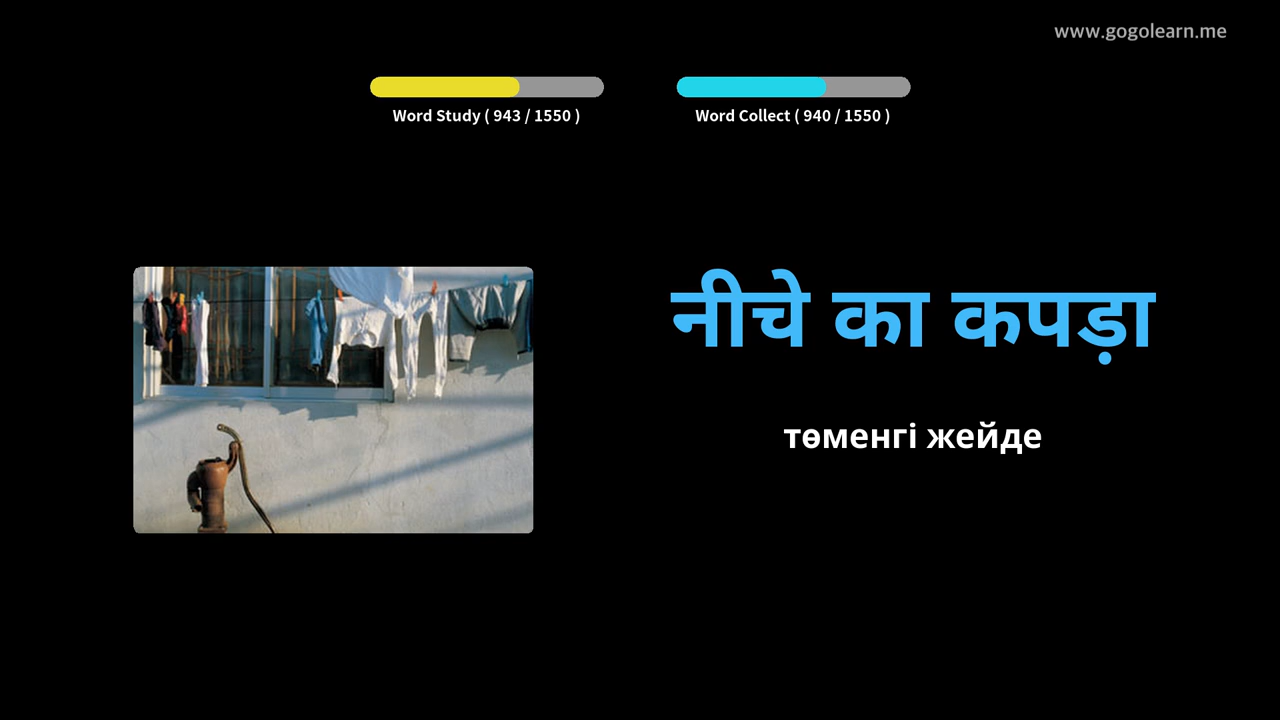 www.gogolearn.me
Word Study ( 943 / 1550 )
Word Collect ( 940 / 1550 )
नीचे का कपड़ा
төменгі жейде